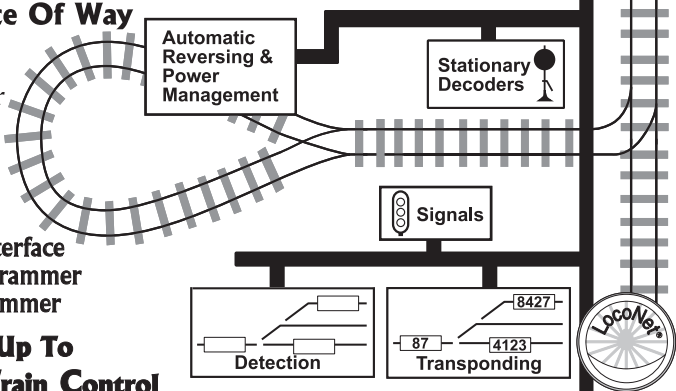 ce Of Way
Automatic
Reversing &
Power
Management
Stationary
Decoders
Signals
terface
rammer
mmer
Up To
Train Control
8427
87
4123
Detection
Transponding
LocoNet®